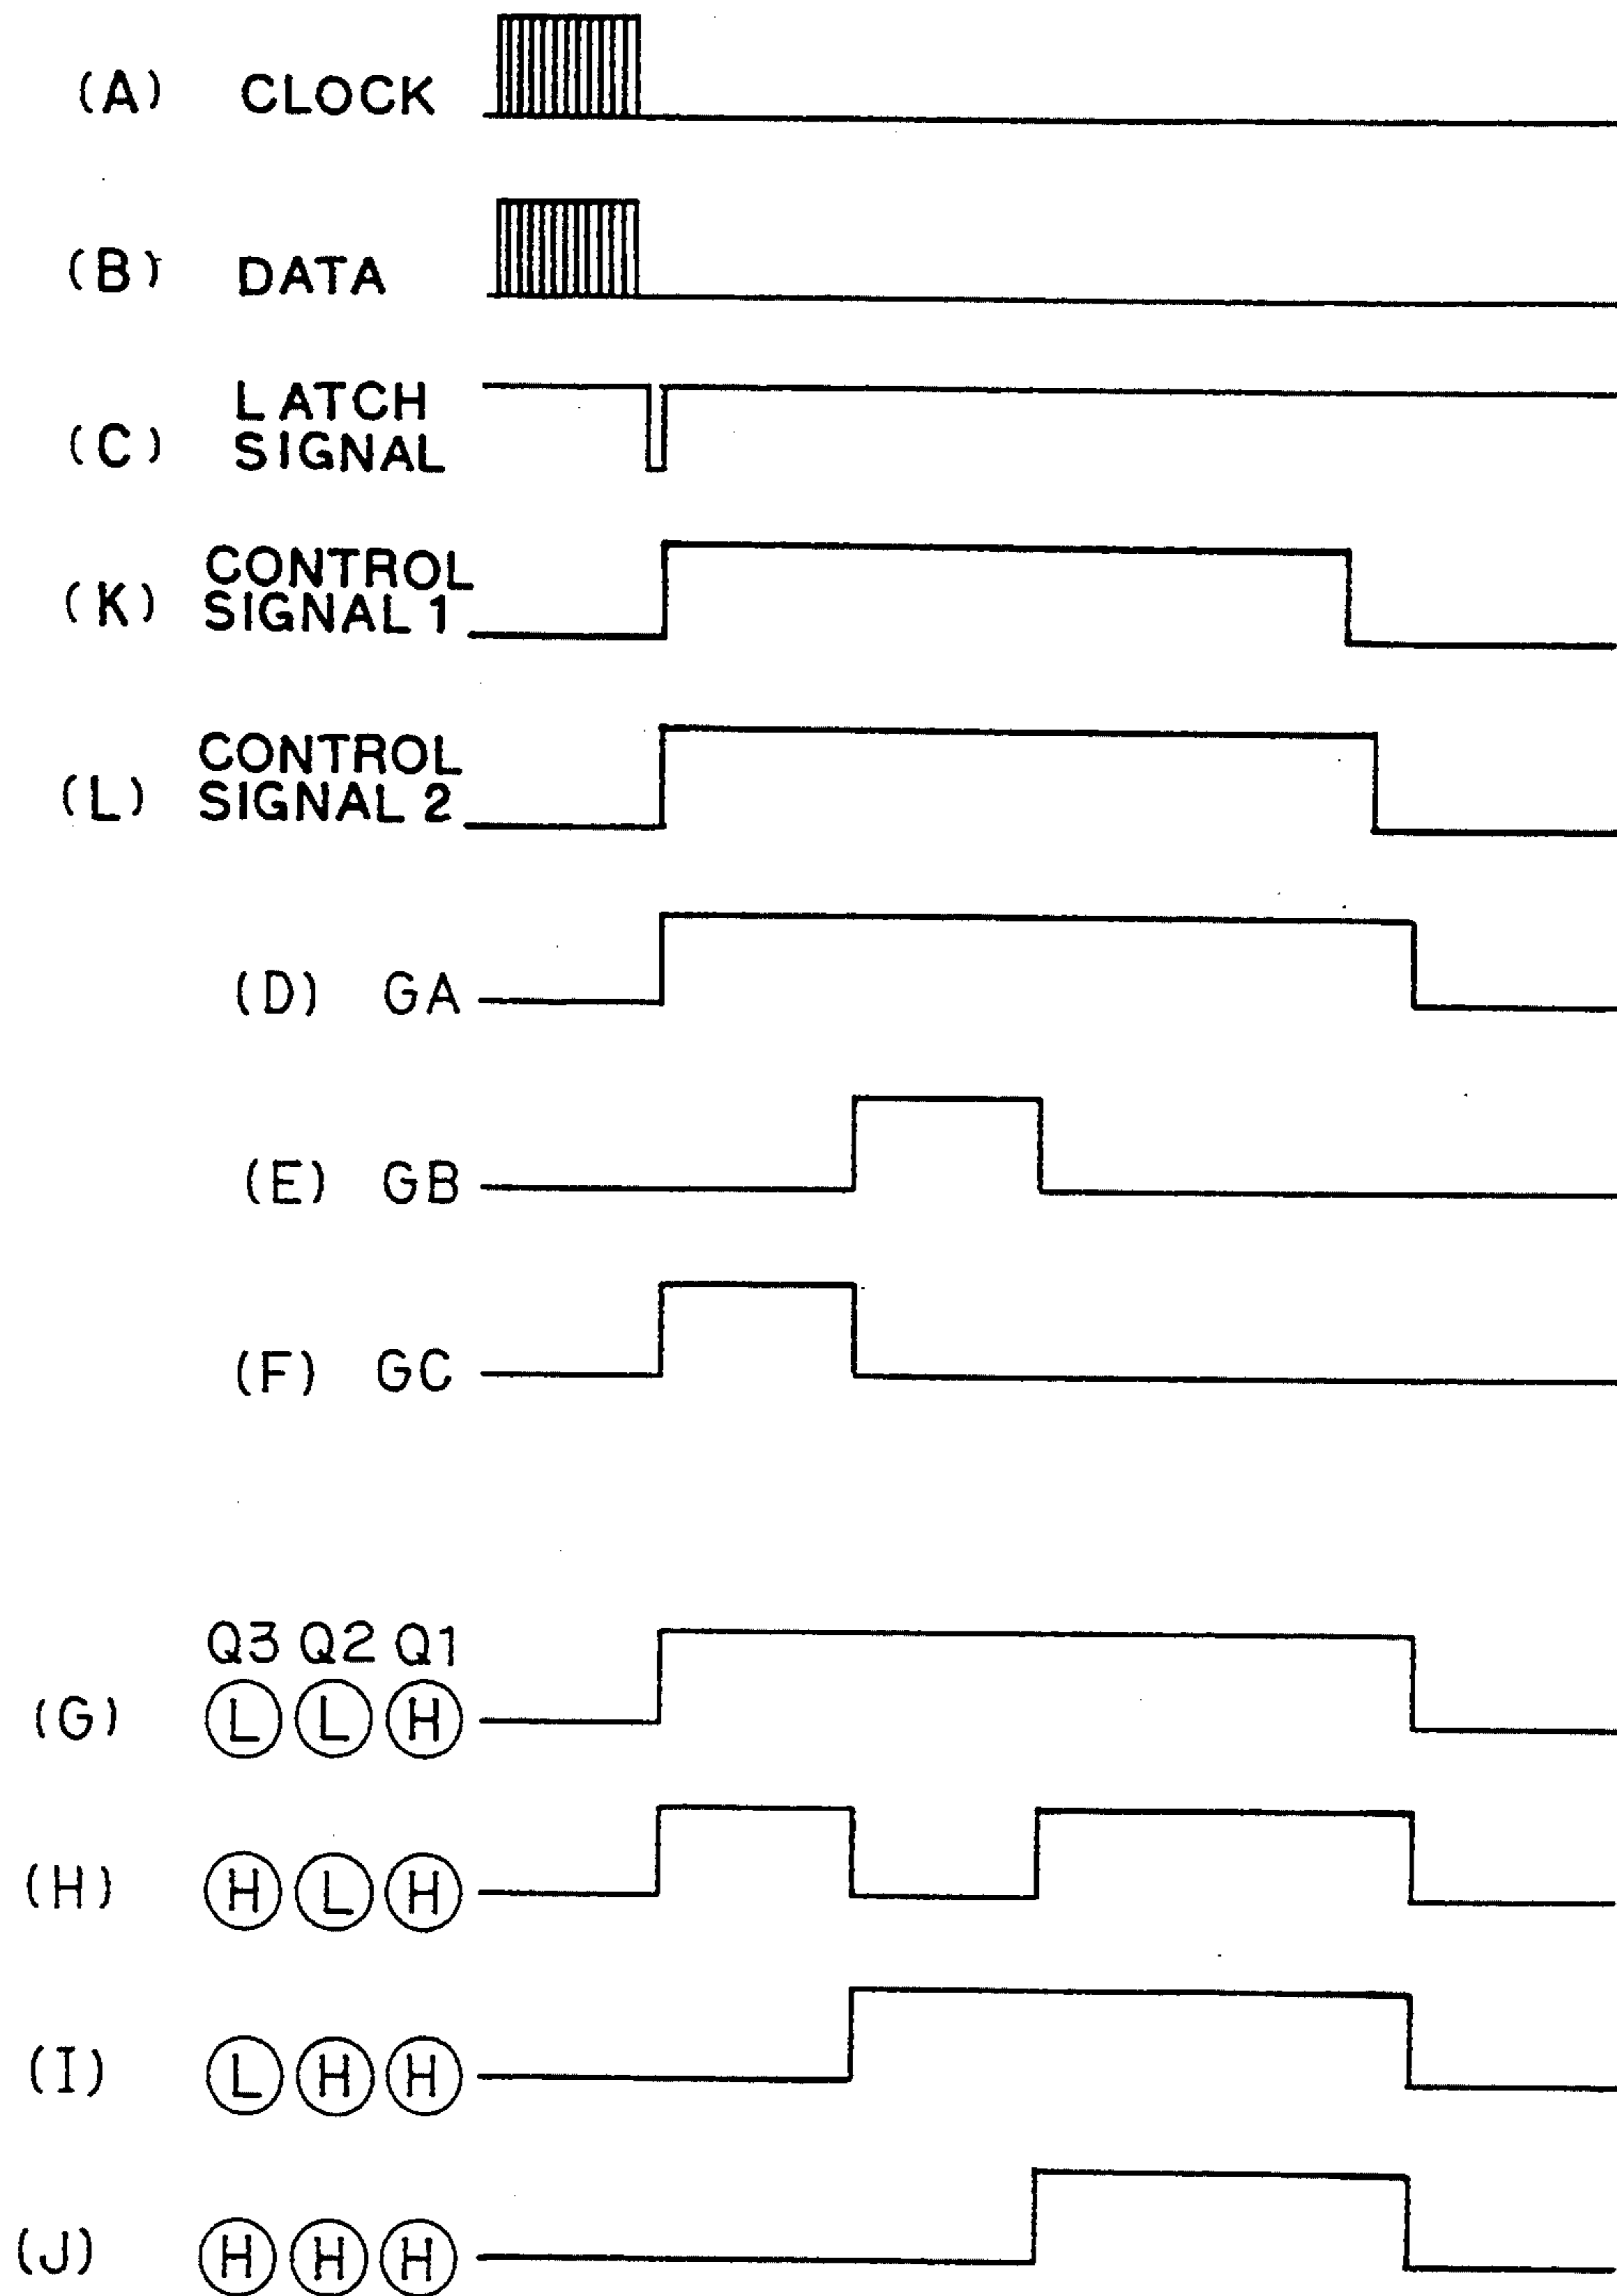 (A) CLOCK
(B) DATA
(C) LATCH
SIGNAL
(K) CONTROL
SIGNAL 1
(L) CONTROL
SIGNAL 2
(D) GA
(E) GB
(F) GC
Q3 Q2 Q1
(G) L L H
(H) H L H
(I) L H H
(J) H H H